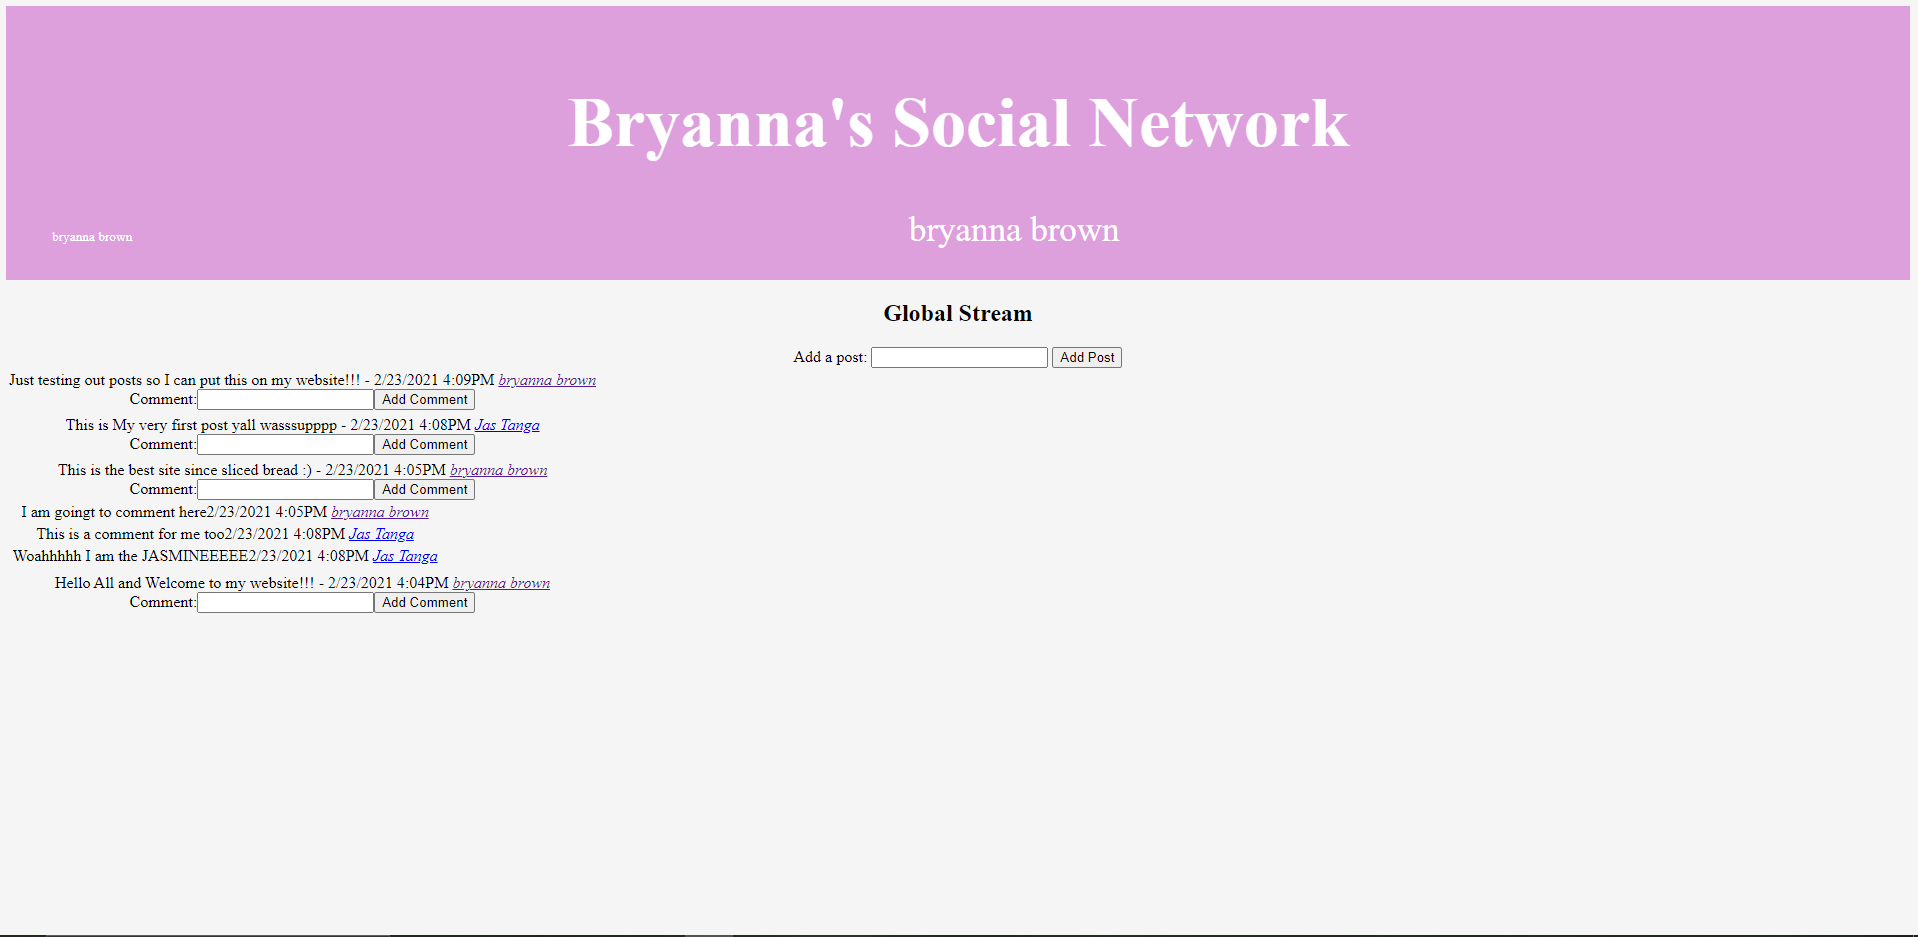 Bryanna's Social Network
bryanna brown
bryanna brown
Global Stream
Add a post: Add Post
Just testing out posts so I can put this on my website!!! - 2/23/2021 4:09PM bryanna brown
Comment: Add Comment
This is My very first post yall wasssupppp - 2/23/2021 4:08PM Jas Tanga
Comment: Add Comment
This is the best site since sliced bread :) - 2/23/2021 4:05PM bryanna brown
Comment: Add Comment
I am goingt to comment here2/23/2021 4:05PM bryanna brown
This is a comment for me too2/23/2021 4:08PM Jas Tanga
Woahhhhh I am the JASMINEEEEE2/23/2021 4:08PM Jas Tanga
Hello All and Welcome to my website!!! - 2/23/2021 4:04PM bryanna brown
Comment: Add Comment